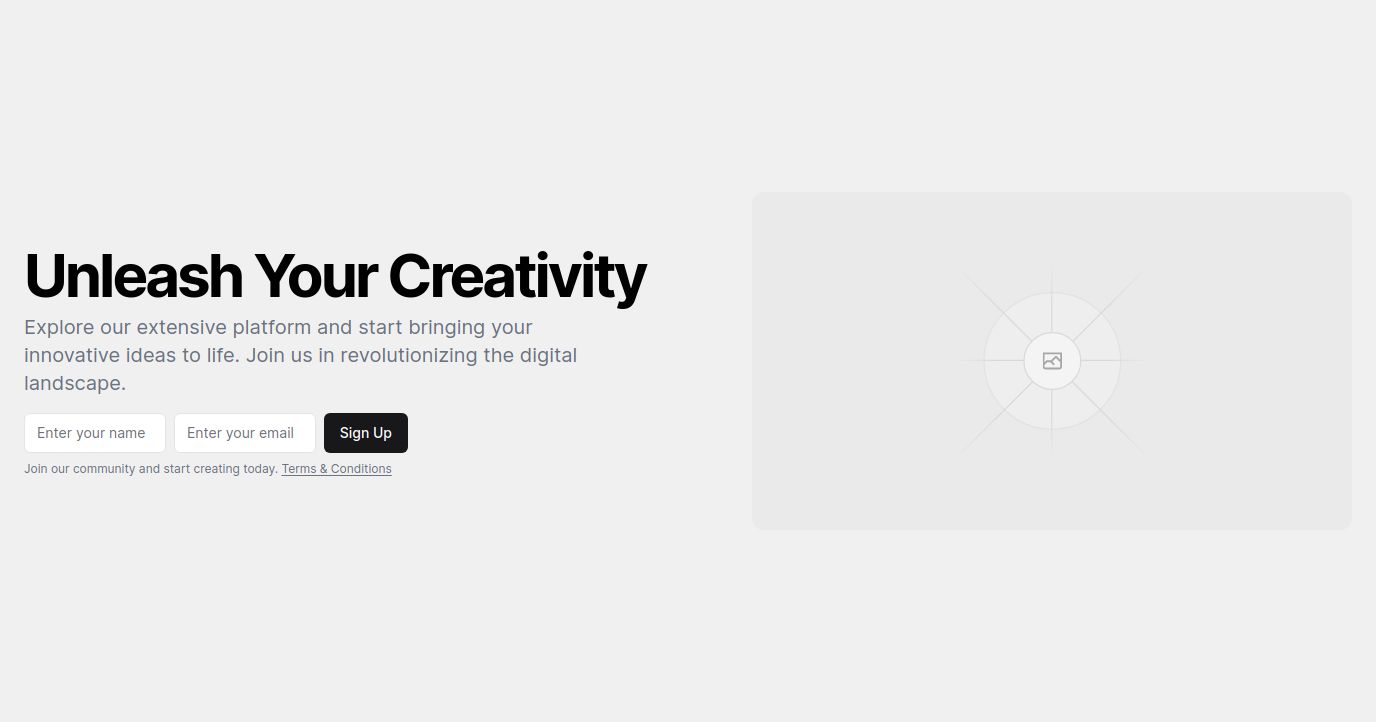 Unleash Your Creativity
Explore our extensive platform and start bringing your
innovative ideas to life. Join us in revolutionizing the digital
landscape.
Enter your name
Enter your email
Sign Up
Join our community and start creating today. Terms & Conditions